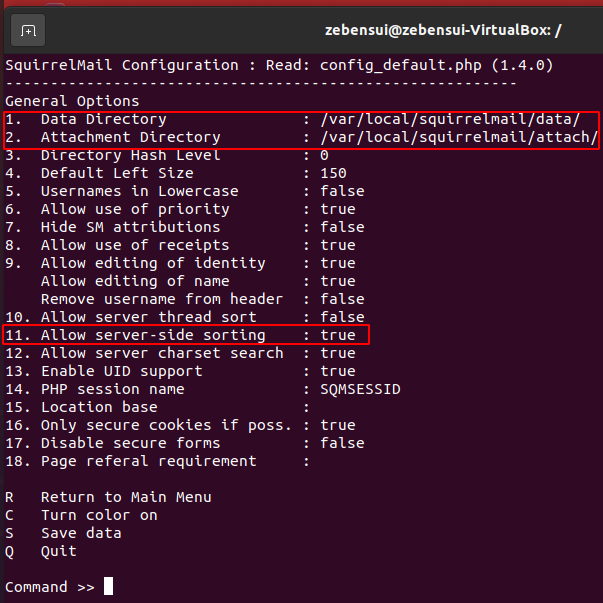 zebensui@zebensui-VirtualBox: /
SquirrelMail Configuration : Read: config_default.php (1.4.0)
---------------------------------------------------------
General Options
1.  Data Directory               : /var/local/squirrelmail/data/
2.  Attachment Directory         : /var/local/squirrelmail/attach/
3.  Directory Hash Level         : 0
4.  Default Left Size            : 150
5.  Usernames in Lowercase       : false
6.  Allow use of priority        : true
7.  Hide SM attributions         : false
8.  Allow use of receipts        : true
9.  Allow editing of identity    : true
    Allow editing of name        : true
    Remove username from header  : false
10. Allow server thread sort     : false
11. Allow server-side sorting    : true
12. Allow server charset search  : true
13. Enable UID support           : true
14. PHP session name             : SQMSESSID
15. Location base                :
16. Only secure cookies if poss. : true
17. Disable secure forms         : false
18. Page referal requirement     :
R   Return to Main Menu
C   Turn color on
S   Save data
Q   Quit
Command >>